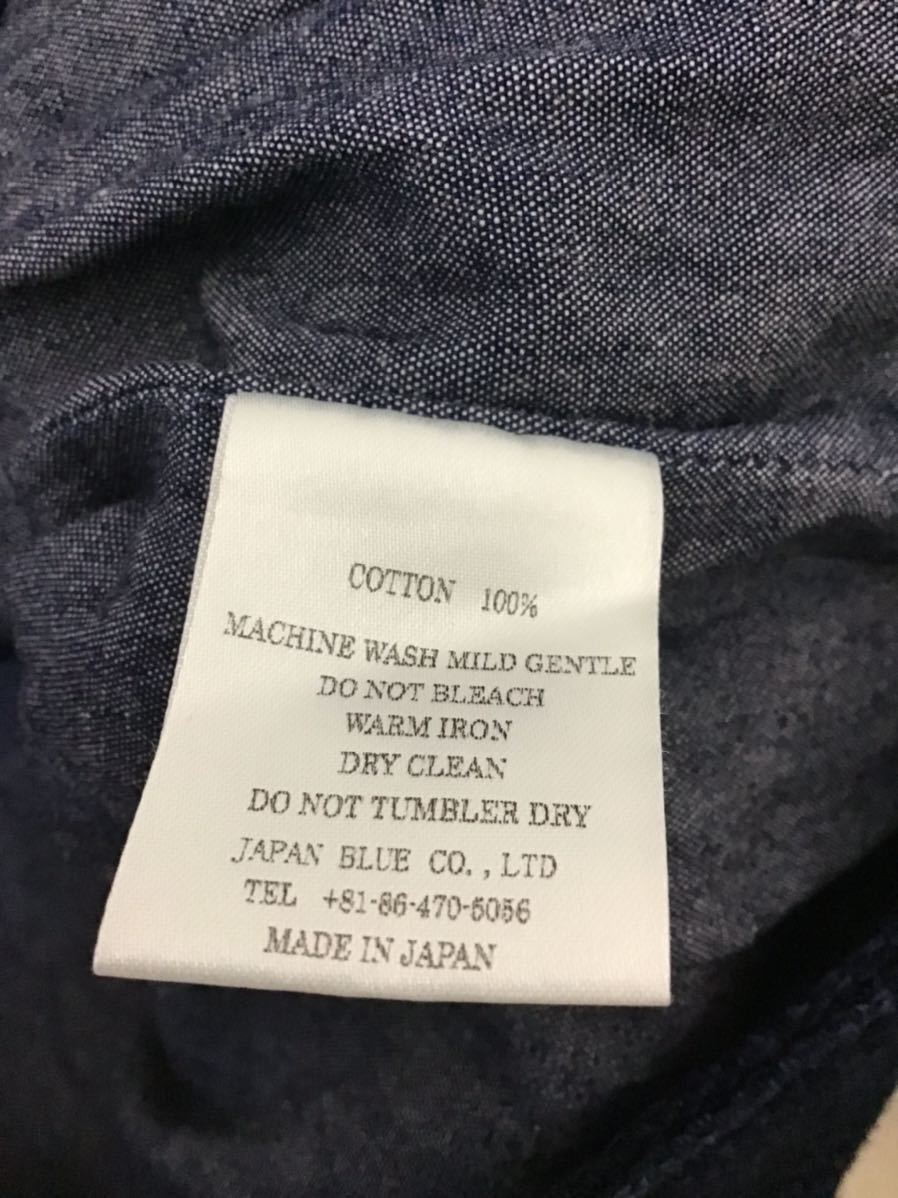 COTTON 100%
MACHINE WASH MILD GENTLE
DO NOT BLEACH
WARM IRON
DRY CLEAN
DO NOT TUMBLER DRY
JAPAN BLUE CO., LTD
TEL +81-86-470-5056
MADE IN JAPAN